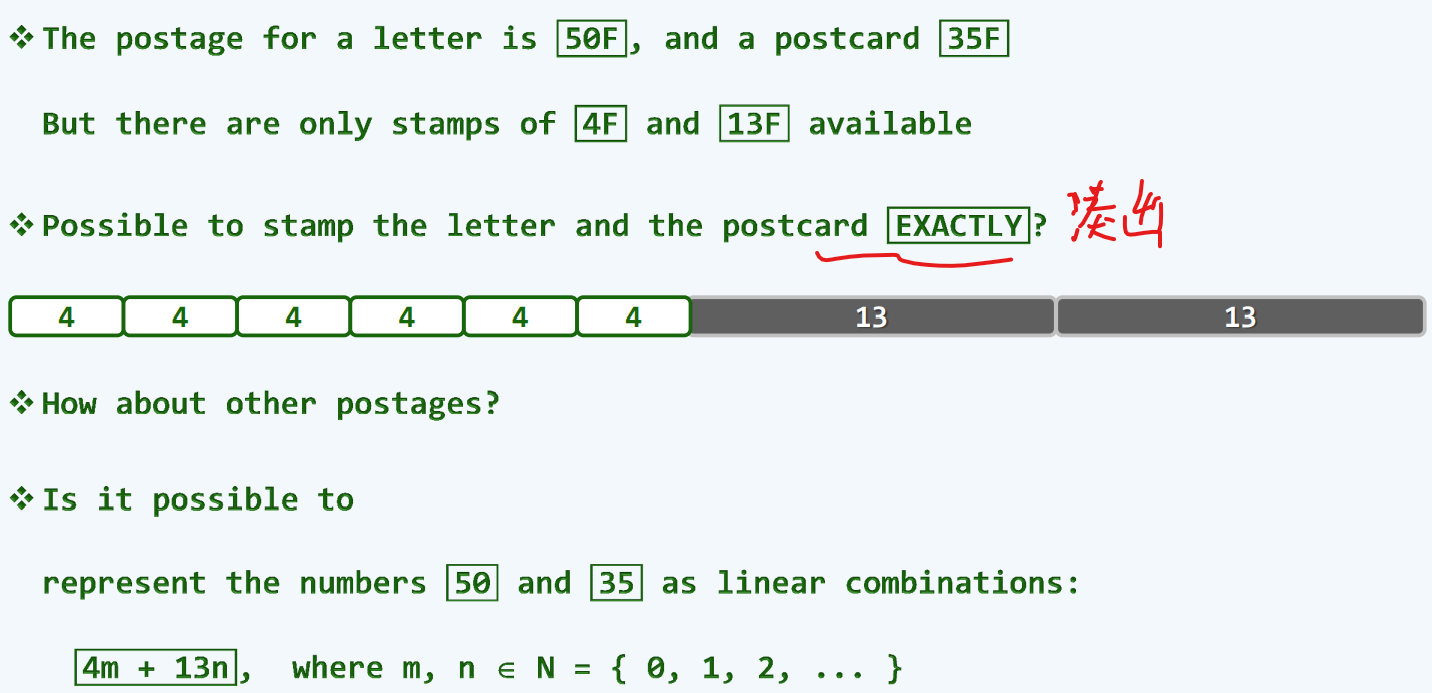 ❖ The postage for a letter is 50F, and a postcard 35F
But there are only stamps of 4F and 13F available
❖ Possible to stamp the letter and the postcard EXACTLY? 凑出
4 4 4 4 4 4 13 13
❖ How about other postages?
❖ Is it possible to
represent the numbers 50 and 35 as linear combinations:
4m + 13n, where m, n ∈ N = { 0, 1, 2, ... }